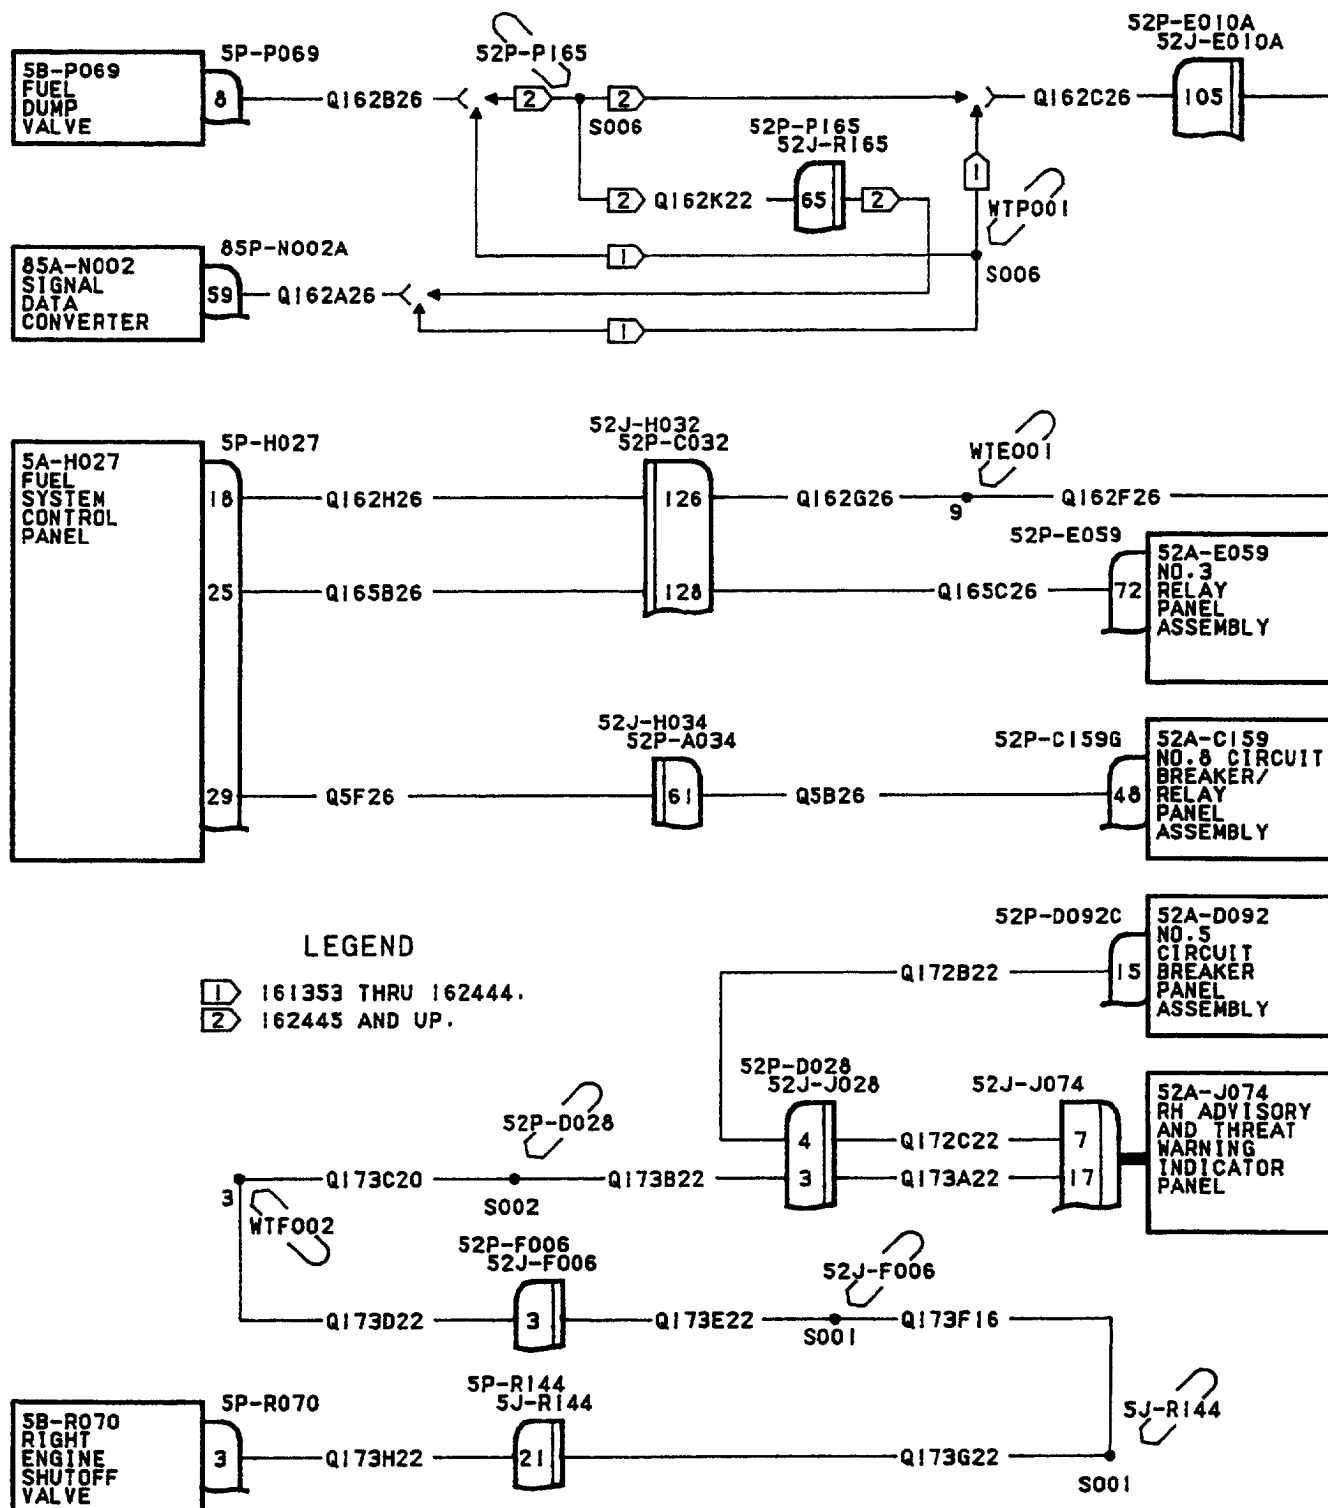 52P-E010A
52J-E010A
5P-P069
52P-P165
5B-P069
FUEL
DUMP
VALVE
8
Q162B26
2
2
Q162C26
105
S006
52P-P165
52J-R165
1
2
Q162K22
65
2
WTP001
85P-N002A
1
S006
85A-N002
SIGNAL
DATA
CONVERTER
59
Q162A26
1
5P-H027
52J-H032
52P-C032
WTE001
5A-H027
FUEL
SYSTEM
CONTROL
PANEL
18
Q162H26
126
Q162G26
9
Q162F26
52P-E059
25
Q165B26
128
Q165C26
72
52A-E059
NO.3
RELAY
PANEL
ASSEMBLY
52J-H034
52P-A034
52P-C159G
29
Q5F26
61
Q5B26
48
52A-C159
NO.8 CIRCUIT
BREAKER/
RELAY
PANEL
ASSEMBLY
52P-D092C
52A-D092
NO.5
CIRCUIT
BREAKER
PANEL
ASSEMBLY
15
Q172B22
LEGEND
1 161353 THRU 162444.
2 162445 AND UP.
52P-D028
52J-J028
52J-J074
52A-J074
RH ADVISORY
AND THREAT
WARNING
INDICATOR
PANEL
52P-D028
4
Q172C22
7
3
Q173C20
S002
Q173B22
3
Q173A22
17
WTF002
52P-F006
52J-F006
52J-F006
Q173D22
3
Q173E22
S001
Q173F16
5P-R070
5P-R144
5J-R144
5J-R144
5B-R070
RIGHT
ENGINE
SHUTOFF
VALVE
3
Q173H22
21
Q173G22
S001